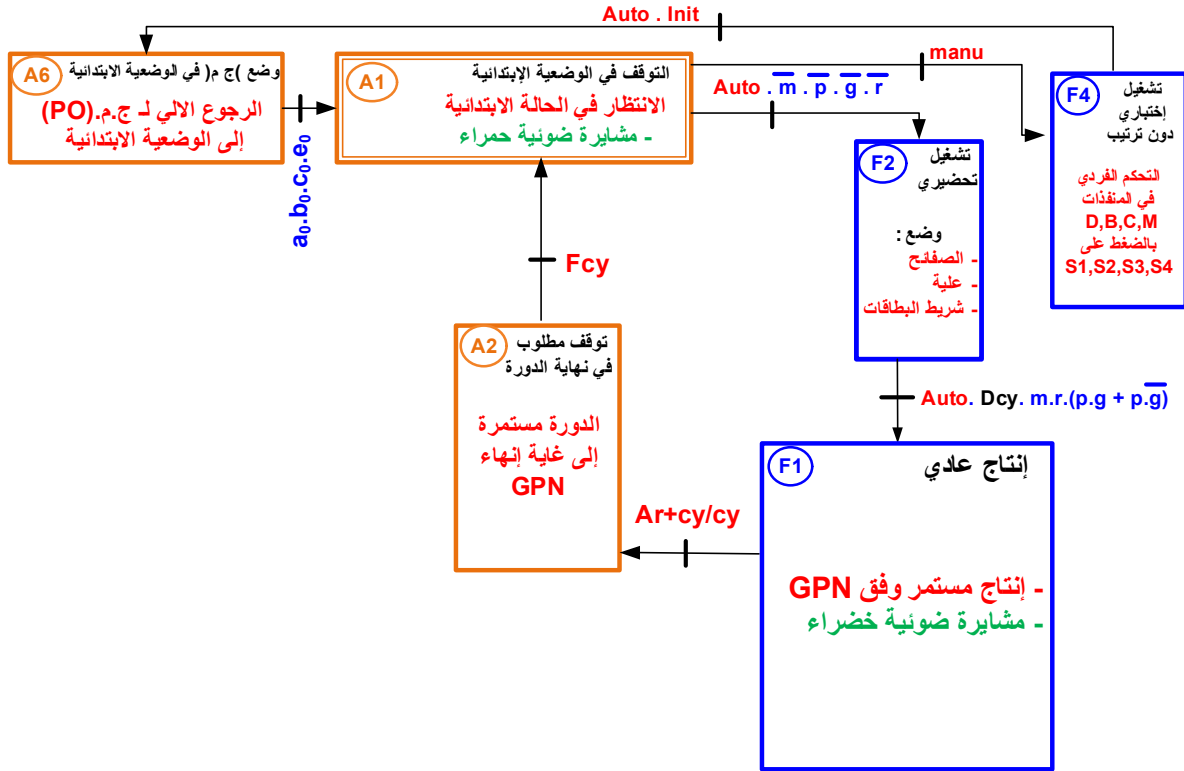 Auto . Init
A6
وضع )ج م( في الوضعية الابتدائية
الرجوع الالي لـ ج.م.(PO)
إلى الوضعية الابتدائية
a0.b0.c0.e0
A1
التوقف في الوضعية الإبتدائية
الانتظار في الحالة الابتدائية
- مشايرة ضوئية حمراء
manu
Auto . m̅ . p̅ . g̅ . r̅
F4
تشغيل
إختباري
دون ترتيب
التحكم الفردي
في المنفذات
D,B,C,M
بالضغط على
S1,S2,S3,S4
F2
تشغيل
تحضيري
وضع :
- الصفائح
- علية
- شريط البطاقات
Fcy
A2
توقف مطلوب
في نهاية الدورة
الدورة مستمرة
إلى غاية إنهاء
GPN
Auto. Dcy. m.r.(p.g + p.g̅)
F1
إنتاج عادي
- إنتاج مستمر وفق GPN
- مشايرة ضوئية خضراء
Ar+cy/cy